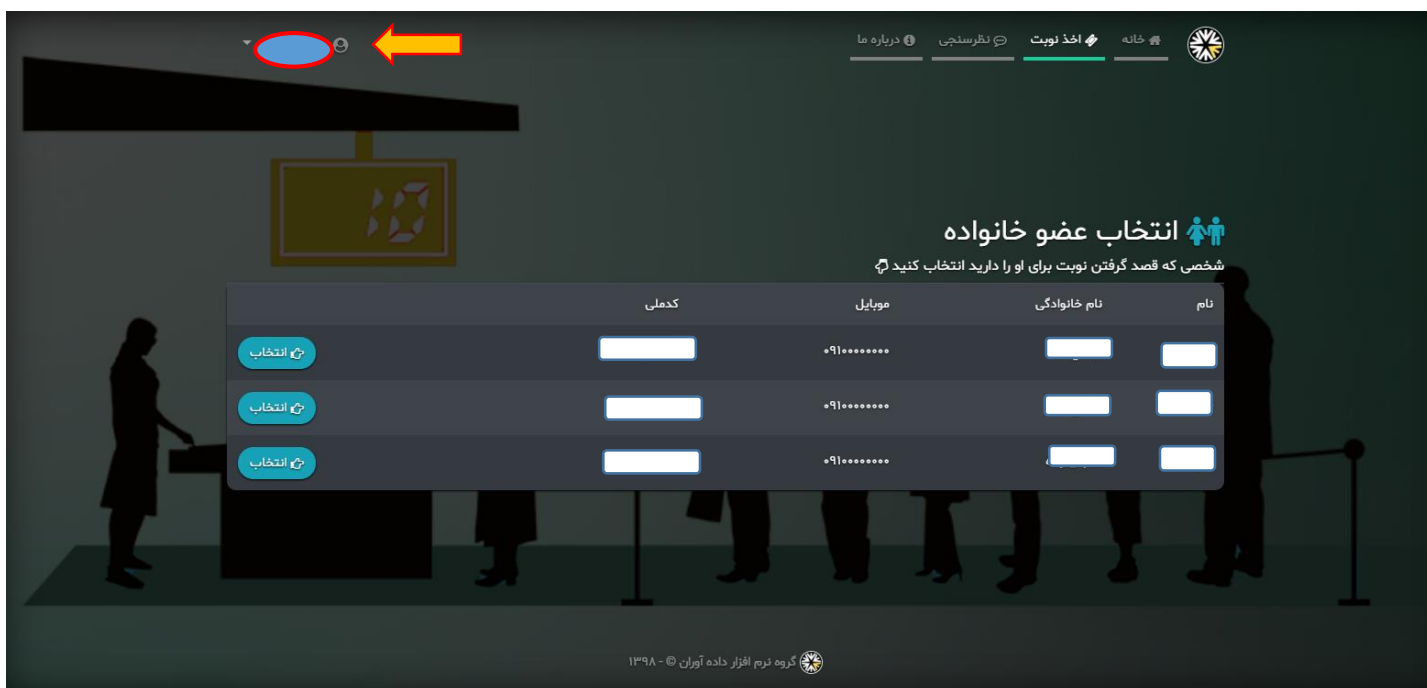 خانه اخذ نوبت نظرسنجی درباره ما
10
انتخاب عضو خانواده
شخصی که قصد گرفتن نوبت برای او را دارید انتخاب کنید
نام نام خانوادگی موبایل کدملی
۰۹۱۰۰۰۰۰۰۰۰ انتخاب
۰۹۱۰۰۰۰۰۰۰۰ انتخاب
۰۹۱۰۰۰۰۰۰۰۰ انتخاب
گروه نرم افزار داده آوران © - ۱۳۹۸